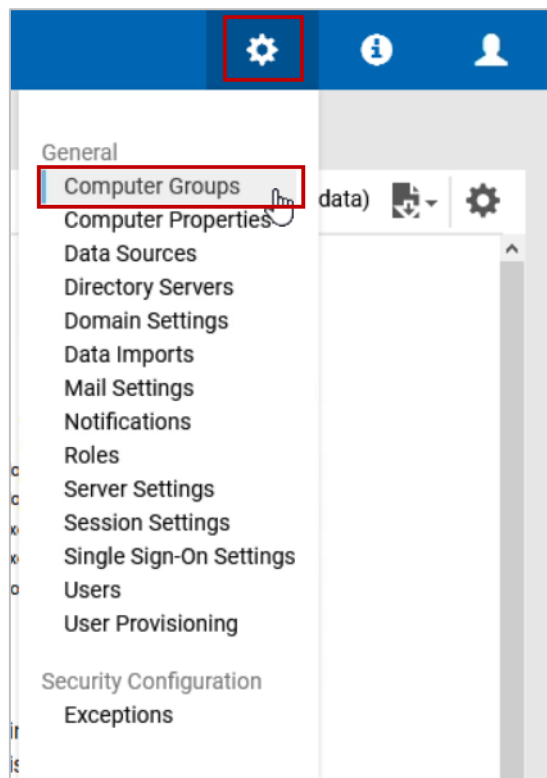 General
Computer Groups
data)
Computer Properties
Data Sources
Directory Servers
Domain Settings
Data Imports
Mail Settings
Notifications
Roles
Server Settings
Session Settings
Single Sign-On Settings
Users
User Provisioning
Security Configuration
Exceptions